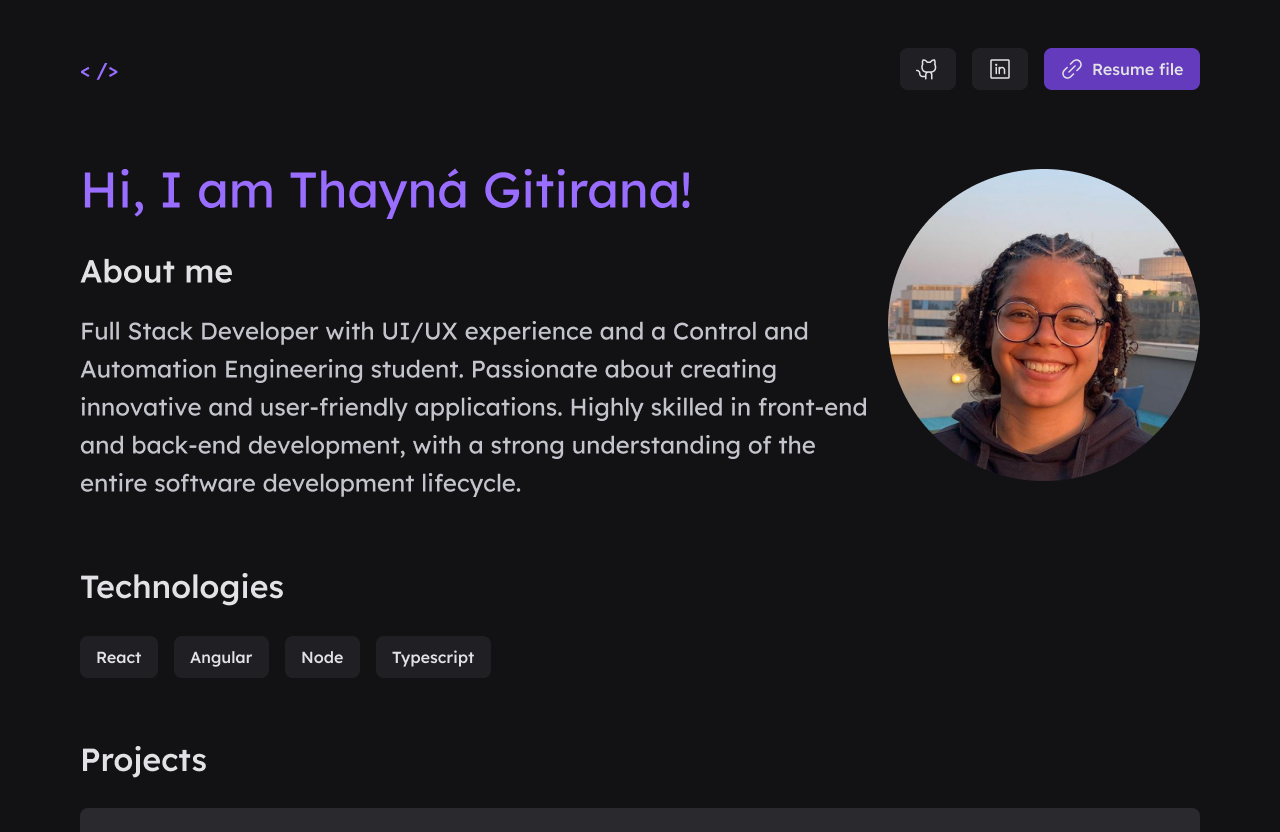 < />
in
Resume file
Hi, I am Thayná Gitirana!
About me
Full Stack Developer with UI/UX experience and a Control and
Automation Engineering student. Passionate about creating
innovative and user-friendly applications. Highly skilled in front-end
and back-end development, with a strong understanding of the
entire software development lifecycle.
Technologies
React
Angular
Node
Typescript
Projects